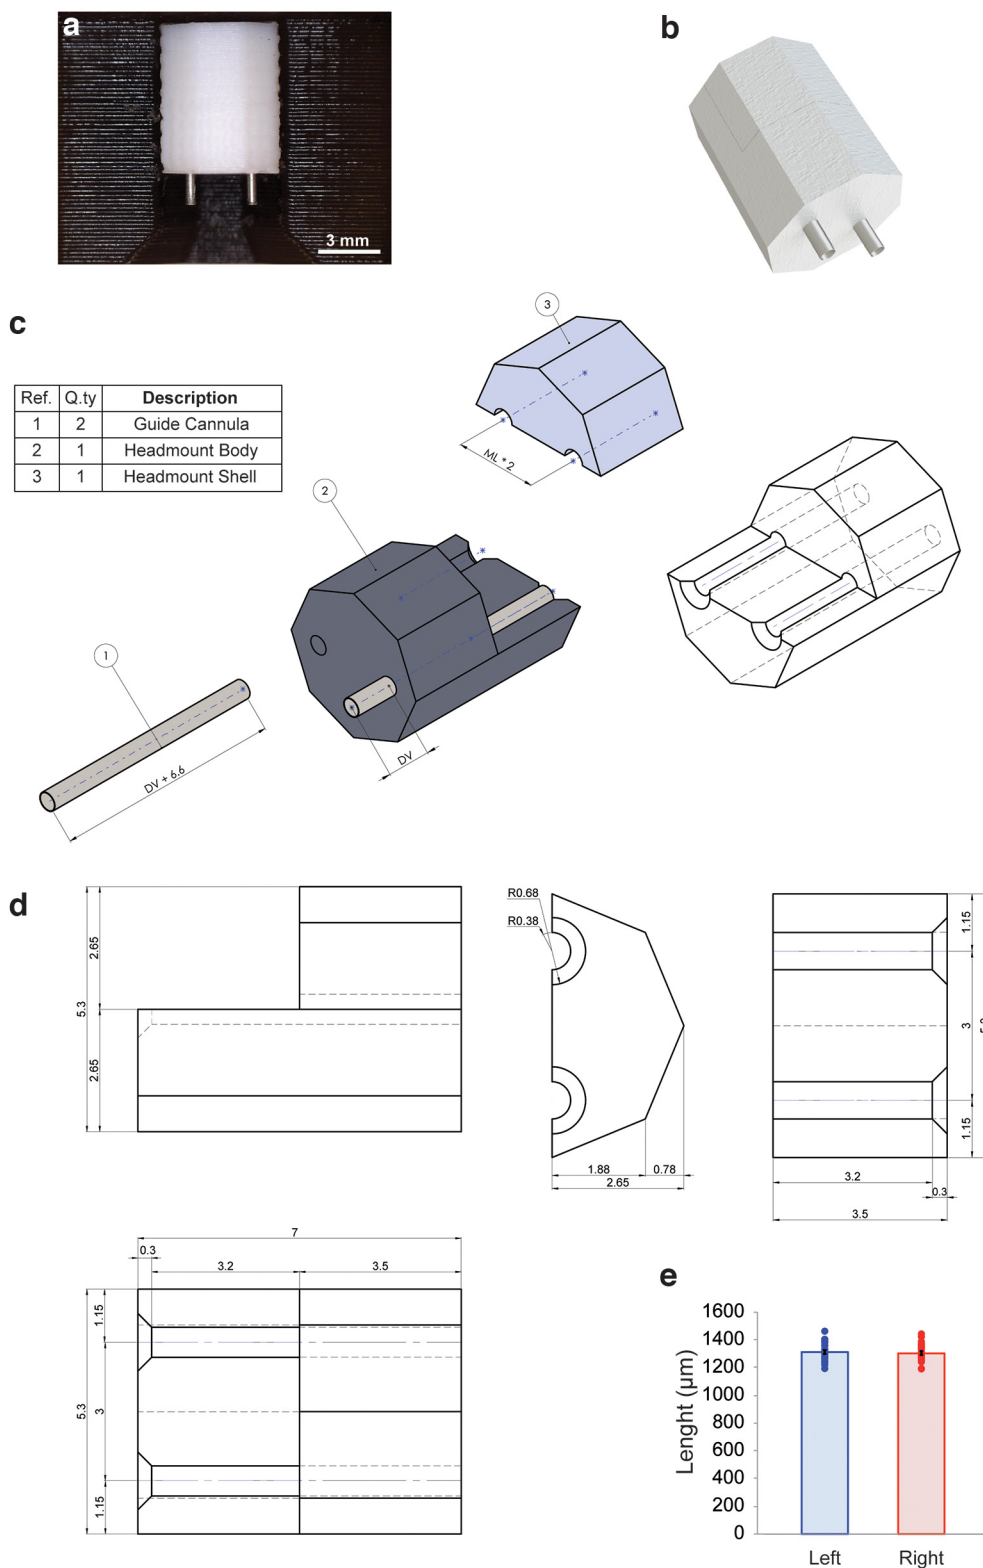 a
3 mm
b
c
Ref. Q.ty Description
1 2 Guide Cannula
2 1 Headmount Body
3 1 Headmount Shell
3
ML * 2
2
1
DV
DV + 6.6
d
2.65
5.3
2.65
R0.68
R0.38
1.88 0.78
2.65
1.15
3
1.15
3.2
0.3
3.5
7
0.3
3.2 3.5
1.15
5.3
3
1.15
e
Lenght (µm)
1600
1400
1200
1000
800
600
400
200
0
Left Right